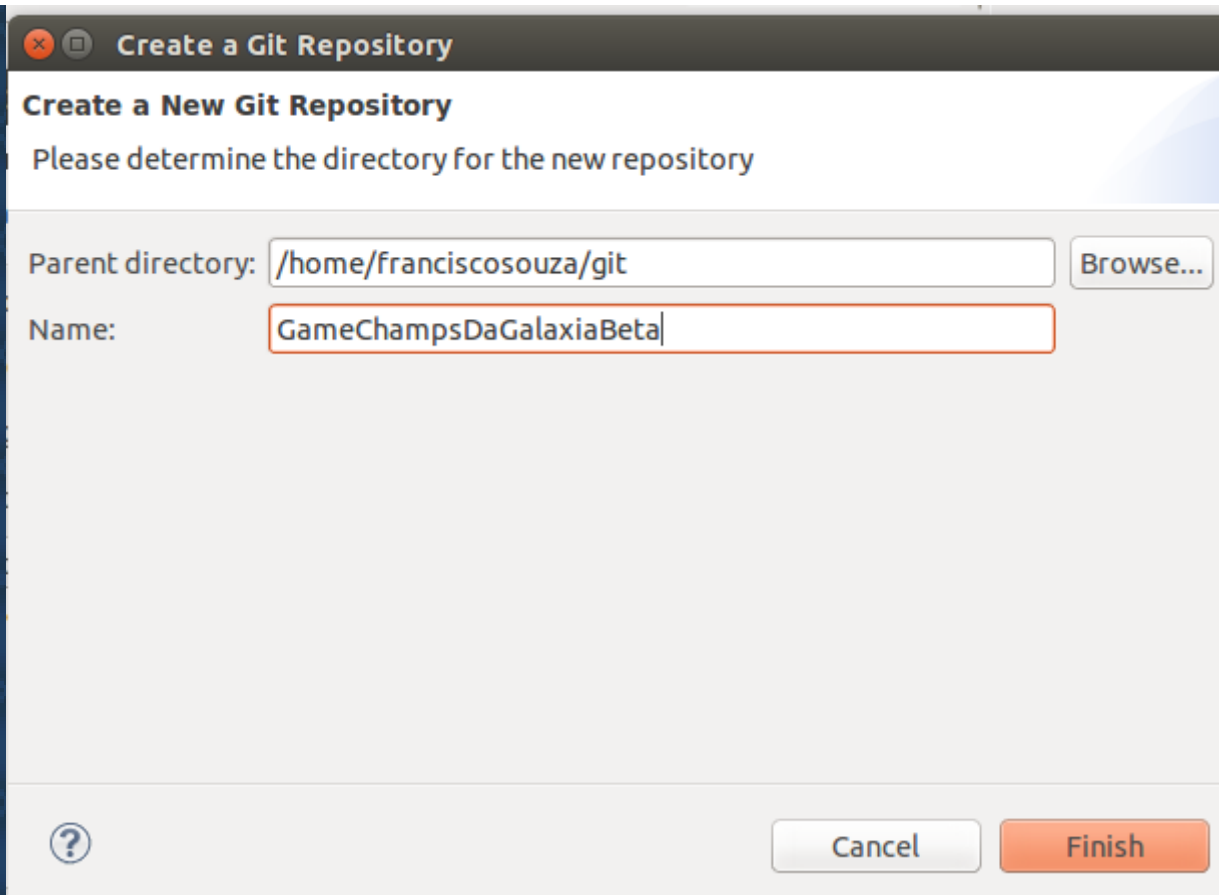 Create a Git Repository
Create a New Git Repository
Please determine the directory for the new repository
Parent directory: /home/franciscosouza/git Browse...
Name: GameChampsDaGalaxiaBeta
? Cancel Finish